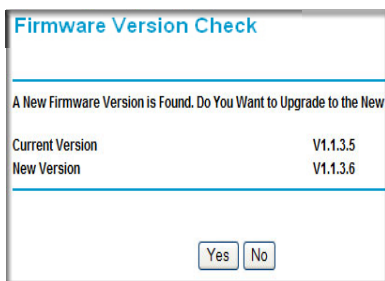 Firmware Version Check
A New Firmware Version is Found. Do You Want to Upgrade to the New
Current Version V1.1.3.5
New Version V1.1.3.6
Yes No